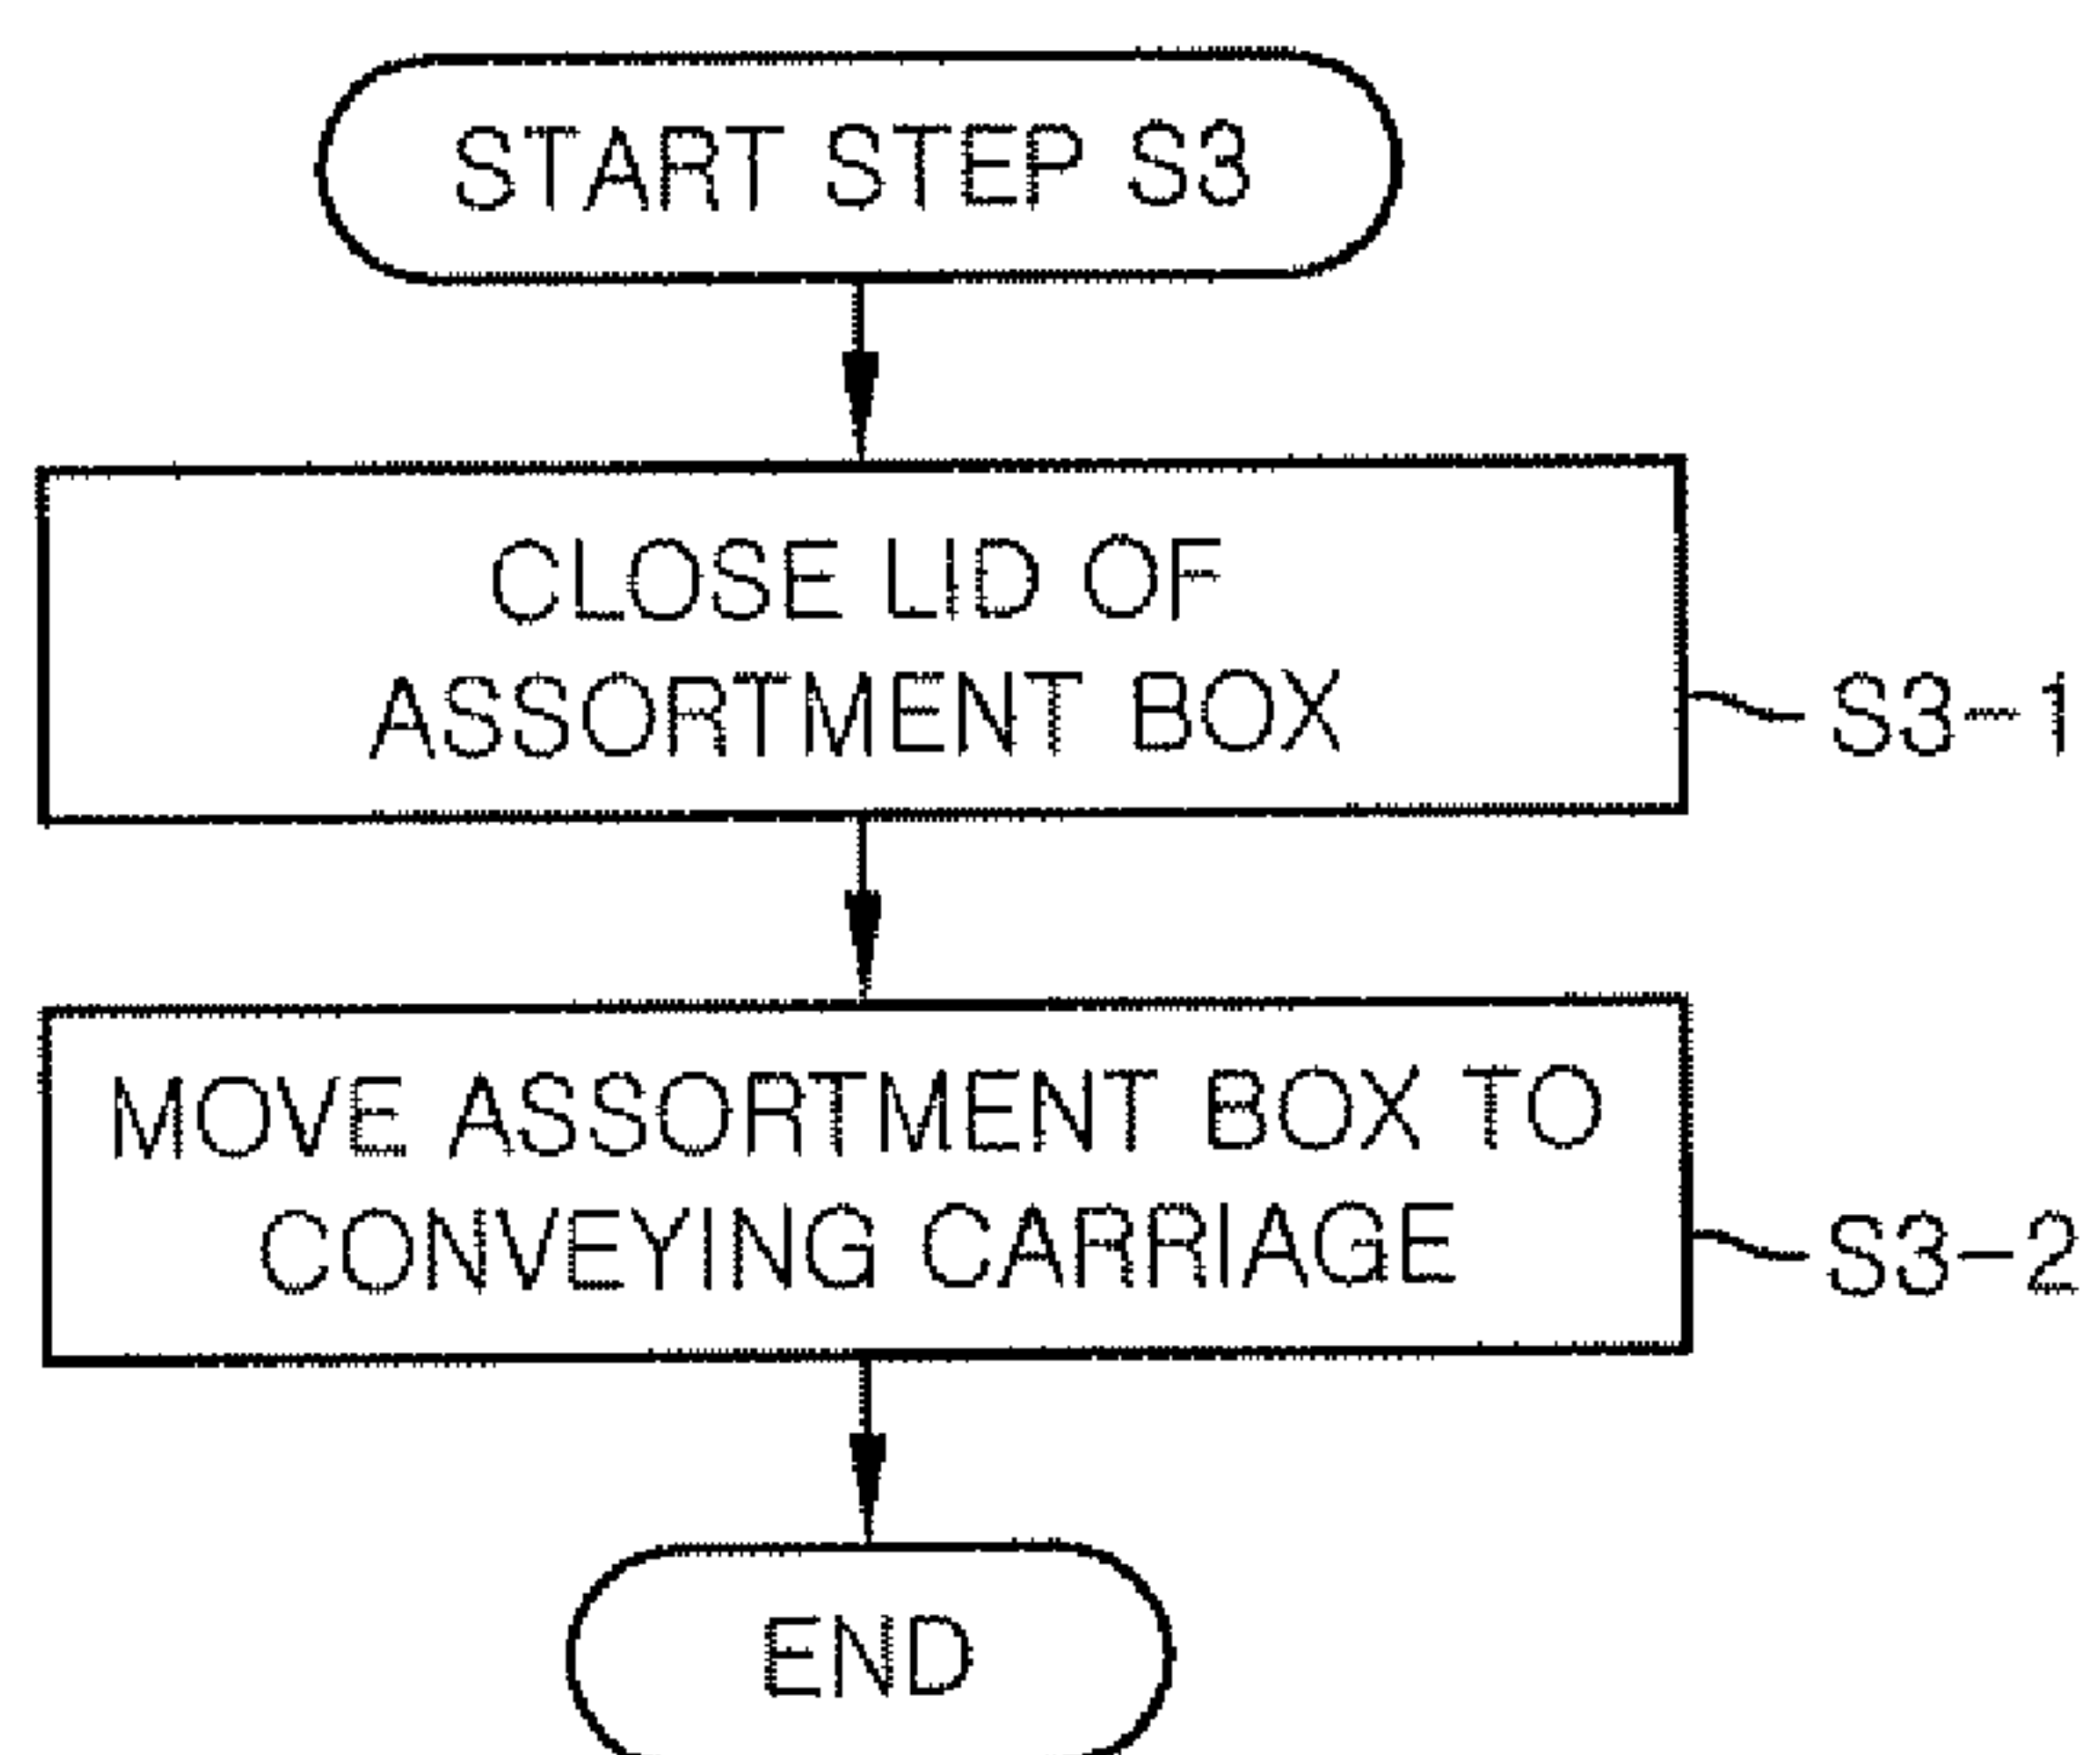 START STEP S3
CLOSE LID OF
ASSORTMENT BOX
S3-1
MOVE ASSORTMENT BOX TO
CONVEYING CARRIAGE
S3-2
END